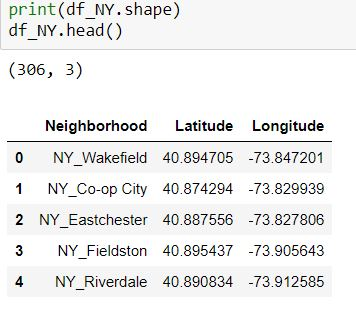 print(df_NY.shape)
df_NY.head()
(306, 3)
Neighborhood Latitude Longitude
0 NY_Wakefield 40.894705 -73.847201
1 NY_Co-op City 40.874294 -73.829939
2 NY_Eastchester 40.887556 -73.827806
3 NY_Fieldston 40.895437 -73.905643
4 NY_Riverdale 40.890834 -73.912585